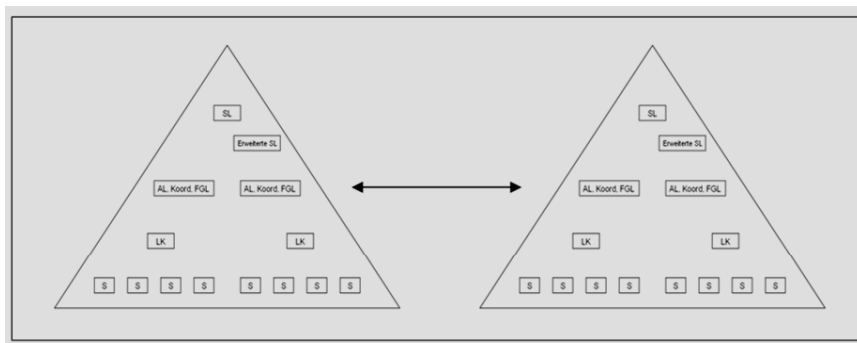 SL
Erweiterte SL
AL, Koord, FGL AL, Koord, FGL
LK LK
S S S S S S S S
SL
Erweiterte SL
AL, Koord, FGL AL, Koord, FGL
LK LK
S S S S S S S S